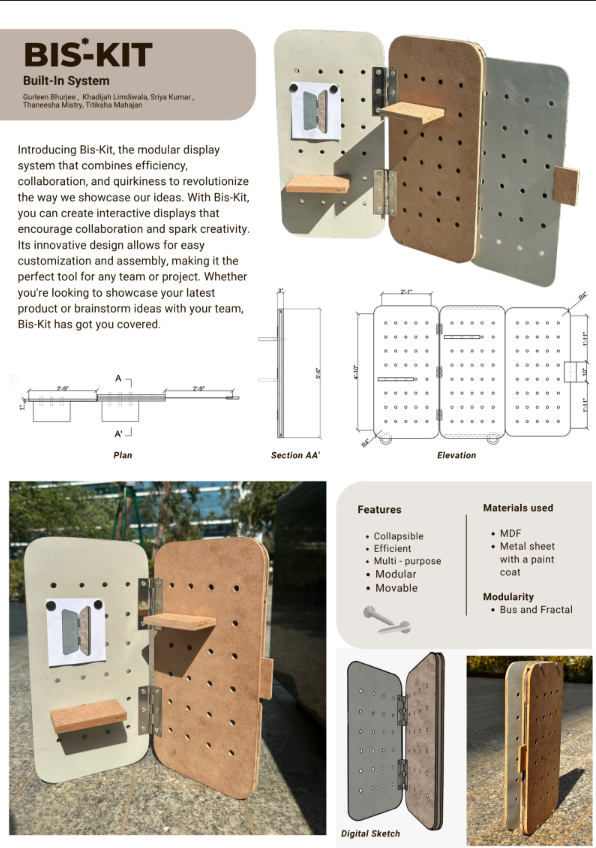 BIS*-KIT
Built-In System
Gurleen Bhurjee , Khadijah Limdiwala, Sriya Kumar ,
Thaneesha Mistry, Titiksha Mahajan
Introducing Bis-Kit, the modular display
system that combines efficiency,
collaboration, and quirkiness to revolutionize
the way we showcase our ideas. With Bis-Kit,
you can create interactive displays that
encourage collaboration and spark creativity.
Its innovative design allows for easy
customization and assembly, making it the
perfect tool for any team or project. Whether
you're looking to showcase your latest
product or brainstorm ideas with your team,
Bis-Kit has got you covered.
2'-9"
A
2'-9"
1"
A'
Plan
3"
5'-6"
Section AA'
2'-1"
R4"
4'-10"
1'-11"
10"
1'-11"
R4"
Elevation
Features
• Collapsible
• Efficient
• Multi - purpose
• Modular
• Movable
Materials used
• MDF
• Metal sheet
with a paint
coat
Modularity
• Bus and Fractal
Digital Sketch